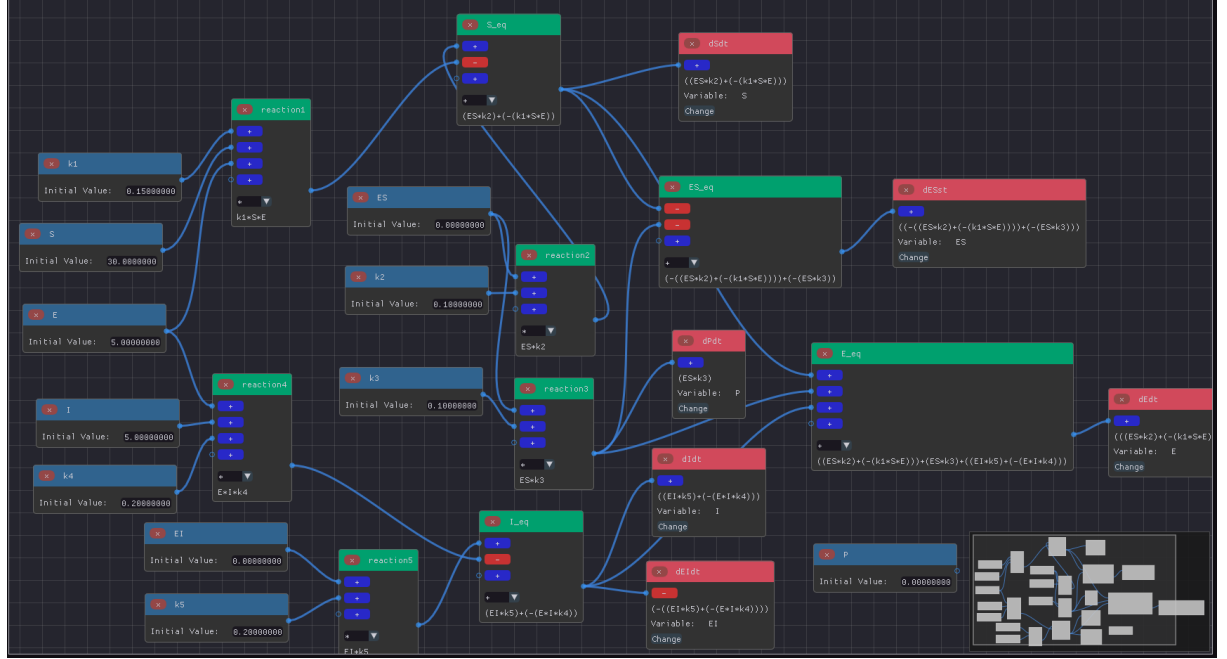 S_eq
+
-
+
+
(ES*k2)+(-(k1*S*E))
dSdt
+
((ES*k2)+(-(k1*S*E)))
Variable: S
Change
reaction1
+
+
+
+
*
k1*S*E
k1
Initial Value: 0.15000000
S
Initial Value: 30.00000000
E
Initial Value: 5.00000000
ES
Initial Value: 0.00000000
k2
Initial Value: 0.10000000
reaction2
+
+
+
*
ES*k2
ES_eq
-
-
+
+
(-((ES*k2)+(-(k1*S*E))))+(-(ES*k3))
dESst
+
((-((ES*k2)+(-(k1*S*E))))+(-(ES*k3)))
Variable: ES
Change
dPdt
+
(ES*k3)
Variable: P
Change
E_eq
+
+
+
+
+
((ES*k2)+(-(k1*S*E)))+(ES*k3)+((EI*k5)+(-(E*I*k4)))
dEdt
+
(((ES*k2)+(-(k1*S*E)
Variable: E
Change
k3
Initial Value: 0.10000000
reaction3
+
+
+
*
ES*k3
reaction4
+
+
+
+
*
E*I*k4
I
Initial Value: 5.00000000
k4
Initial Value: 0.20000000
EI
Initial Value: 0.00000000
k5
Initial Value: 0.20000000
reaction5
+
+
+
*
EI*k5
I_eq
+
-
+
+
(EI*k5)+(-(E*I*k4))
dIdt
+
((EI*k5)+(-(E*I*k4)))
Variable: I
Change
dEIdt
-
(-((EI*k5)+(-(E*I*k4))))
Variable: EI
Change
P
Initial Value: 0.00000000